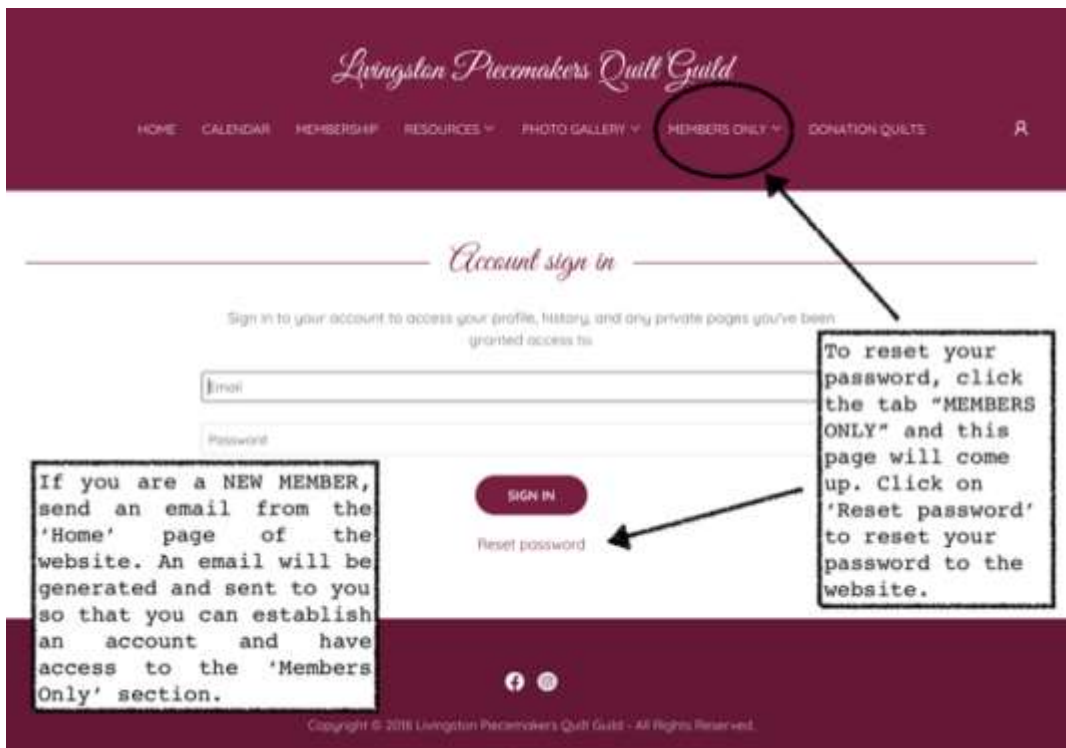 Livingston Piecemakers Quilt Guild
HOME CALENDAR MEMBERSHIP RESOURCES PHOTO GALLERY MEMBERS ONLY DONATION QUILTS
Account sign in
Sign in to your account to access your profile, history, and any private pages you've been
granted access to.
Email
Password
SIGN IN
Reset password
To reset your
password, click
the tab "MEMBERS
ONLY" and this
page will come
up. Click on
'Reset password'
to reset your
password to the
website.
If you are a NEW MEMBER,
send an email from the
'Home' page of the
website. An email will be
generated and sent to you
so that you can establish
an account and have
access to the 'Members
Only' section.
Copyright © 2018 Livingston Piecemakers Quilt Guild - All Rights Reserved.